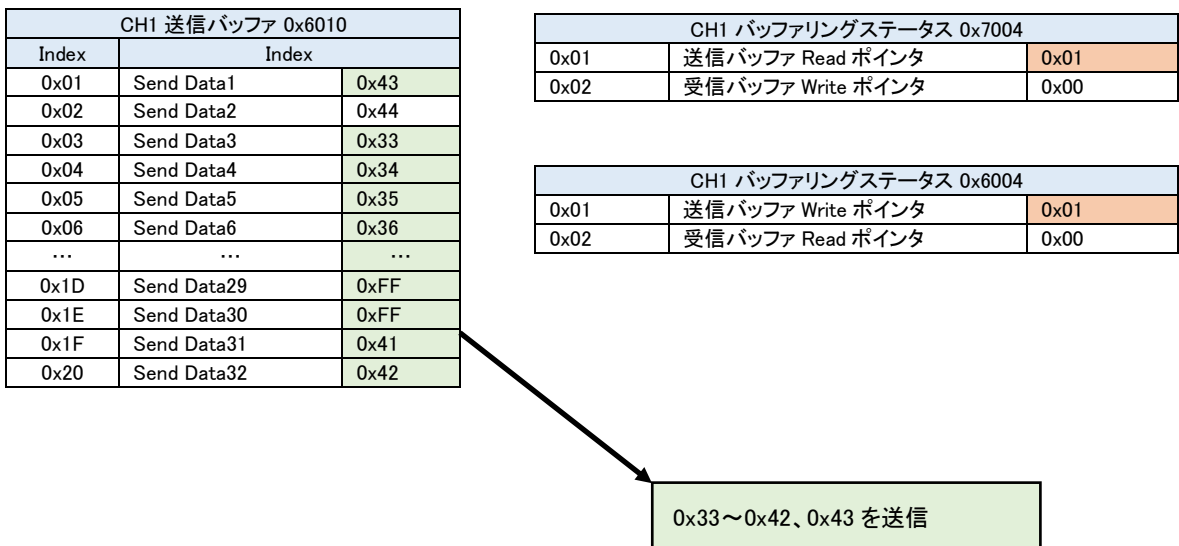 CH1 送信バッファ 0x6010
Index Index
0x01 Send Data1 0x43
0x02 Send Data2 0x44
0x03 Send Data3 0x33
0x04 Send Data4 0x34
0x05 Send Data5 0x35
0x06 Send Data6 0x36
… … …
0x1D Send Data29 0xFF
0x1E Send Data30 0xFF
0x1F Send Data31 0x41
0x20 Send Data32 0x42
CH1 バッファリングステータス 0x7004
0x01 送信バッファ Read ポインタ 0x01
0x02 受信バッファ Write ポインタ 0x00
CH1 バッファリングステータス 0x6004
0x01 送信バッファ Write ポインタ 0x01
0x02 受信バッファ Read ポインタ 0x00
0x33～0x42、0x43 を送信